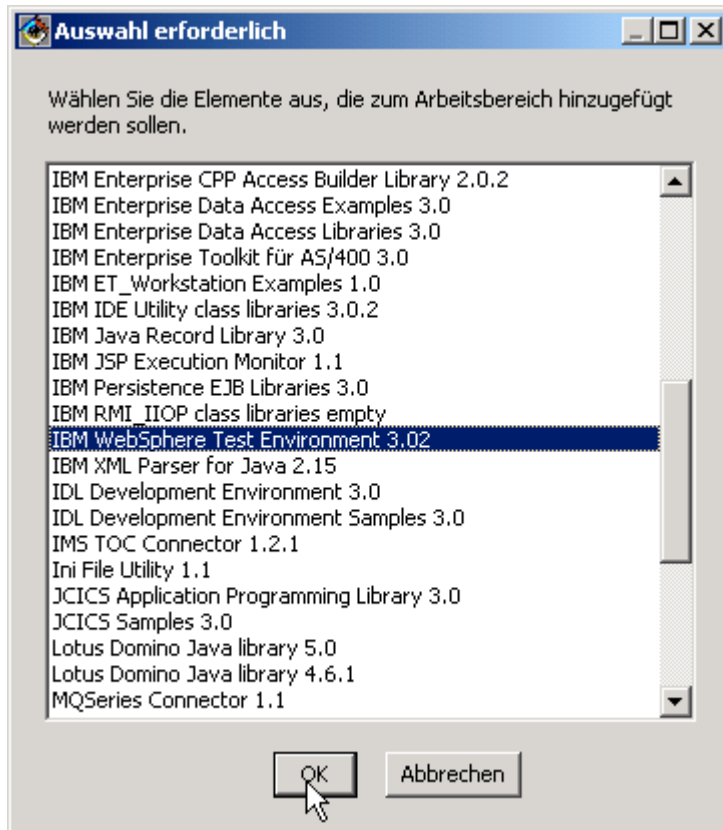 Auswahl erforderlich
Wählen Sie die Elemente aus, die zum Arbeitsbereich hinzugefügt
werden sollen.
IBM Enterprise CPP Access Builder Library 2.0.2
IBM Enterprise Data Access Examples 3.0
IBM Enterprise Data Access Libraries 3.0
IBM Enterprise Toolkit für AS/400 3.0
IBM ET_Workstation Examples 1.0
IBM IDE Utility class libraries 3.0.2
IBM Java Record Library 3.0
IBM JSP Execution Monitor 1.1
IBM Persistence EJB Libraries 3.0
IBM RMI_IIOP class libraries empty
IBM WebSphere Test Environment 3.02
IBM XML Parser for Java 2.15
IDL Development Environment 3.0
IDL Development Environment Samples 3.0
IMS TOC Connector 1.2.1
Ini File Utility 1.1
JCICS Application Programming Library 3.0
JCICS Samples 3.0
Lotus Domino Java library 5.0
Lotus Domino Java library 4.6.1
MQSeries Connector 1.1
OK Abbrechen